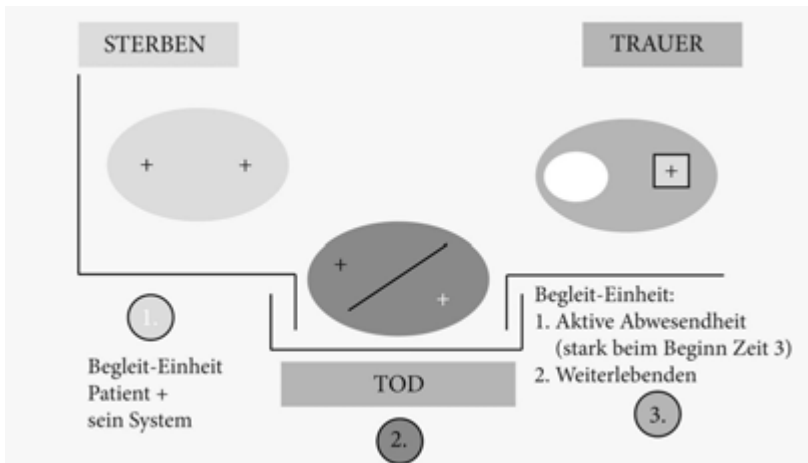 STERBEN
TRAUER
+ +
+
+
+
1.
Begleit-Einheit
Patient +
sein System
TOD
2.
Begleit-Einheit:
1. Aktive Abwesendheit
(stark beim Beginn Zeit 3)
2. Weiterlebenden
3.